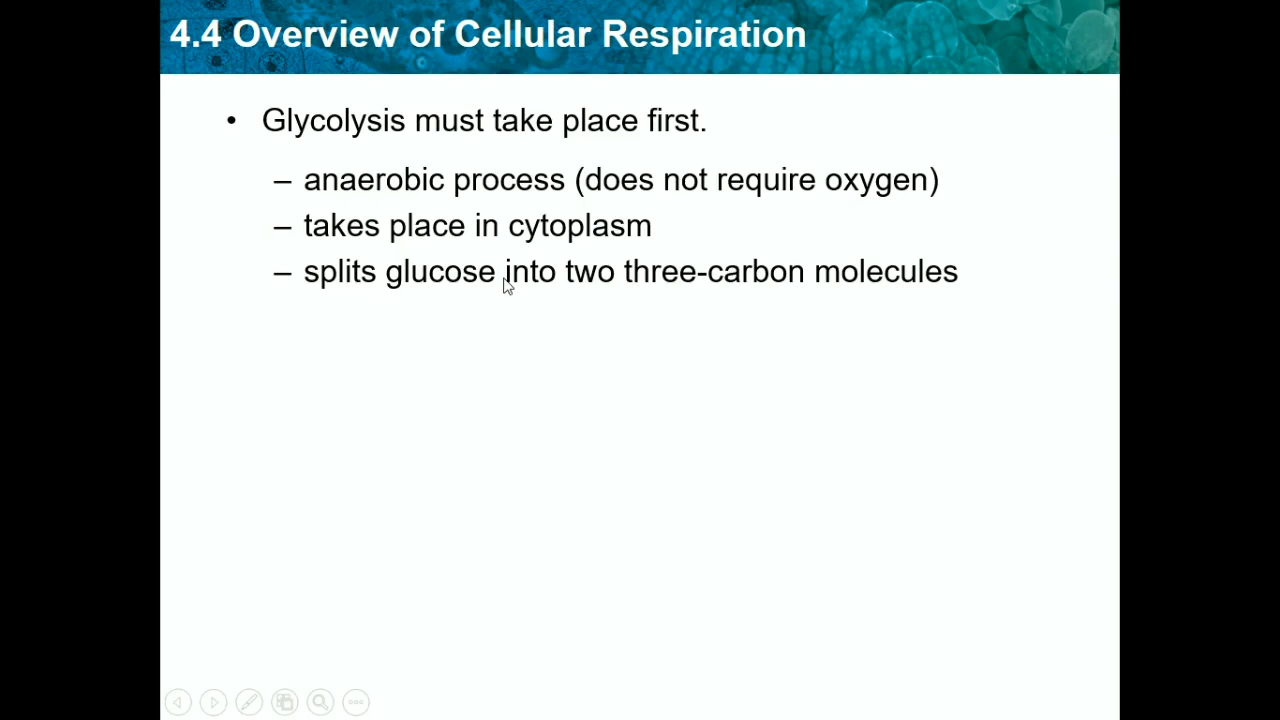 4.4 Overview of Cellular Respiration
• Glycolysis must take place first.
– anaerobic process (does not require oxygen)
– takes place in cytoplasm
– splits glucose into two three-carbon molecules